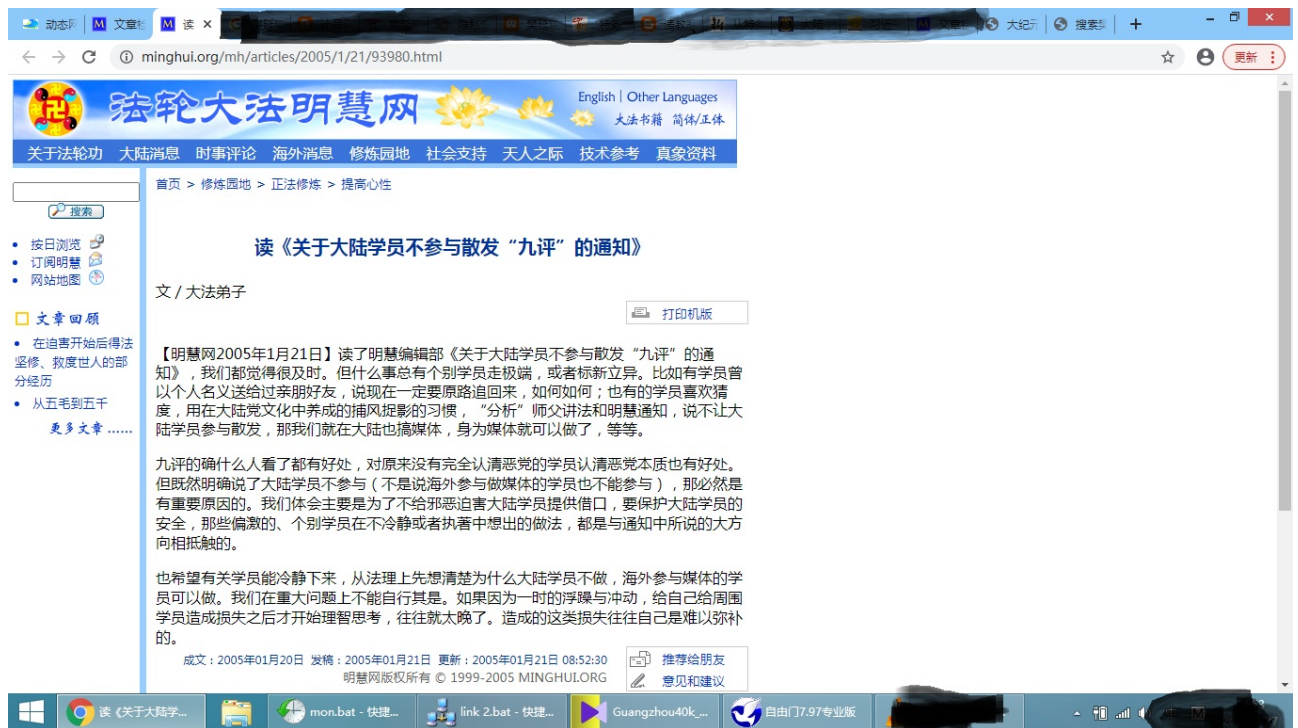 动态网
文章
读
大纪元
搜索
minghui.org/mh/articles/2005/1/21/93980.html
更新
法轮大法明慧网
English | Other Languages
大法书籍 简体/正体
关于法轮功 大陆消息 时事评论 海外消息 修炼园地 社会支持 天人之际 技术参考 真象资料
首页 > 修炼园地 > 正法修炼 > 提高心性
搜索
按日浏览
订阅明慧
网站地图
文章回顾
在迫害开始后得法
坚修、救度世人的部
分经历
从五毛到五千
更多文章 ......
读《关于大陆学员不参与散发“九评”的通知》
文 / 大法弟子
打印机版
【明慧网2005年1月21日】读了明慧编辑部《关于大陆学员不参与散发“九评”的通
知》，我们都觉得很及时。但什么事总有个别学员走极端，或者标新立异。比如有学员曾
以个人名义送给过亲朋好友，说现在一定要原路追回来，如何如何；也有的学员喜欢猜
度，用在大陆党文化中养成的捕风捉影的习惯，“分析”师父讲法和明慧通知，说不让大
陆学员参与散发，那我们就在大陆也搞媒体，身为媒体就可以做了，等等。
九评的确什么人看了都有好处，对原来没有完全认清恶党的学员认清恶党本质也有好处。
但既然明确说了大陆学员不参与（不是说海外参与做媒体的学员也不能参与），那必然是
有重要原因的。我们体会主要是为了不给邪恶迫害大陆学员提供借口，要保护大陆学员的
安全，那些偏激的、个别学员在不冷静或者执著中想出的做法，都是与通知中所说的大方
向相抵触的。
也希望有关学员能冷静下来，从法理上先想清楚为什么大陆学员不做，海外参与媒体的学
员可以做。我们在重大问题上不能自行其是。如果因为一时的浮躁与冲动，给自己给周围
学员造成损失之后才开始理智思考，往往就太晚了。造成的这类损失往往自己是难以弥补
的。
成文：2005年01月20日 发稿：2005年01月21日 更新：2005年01月21日 08:52:30
明慧网版权所有 © 1999-2005 MINGHUI.ORG
推荐给朋友
意见和建议
读《关于大陆学...
mon.bat - 快捷...
link 2.bat - 快捷...
Guangzhou40k_...
自由门7.97专业版